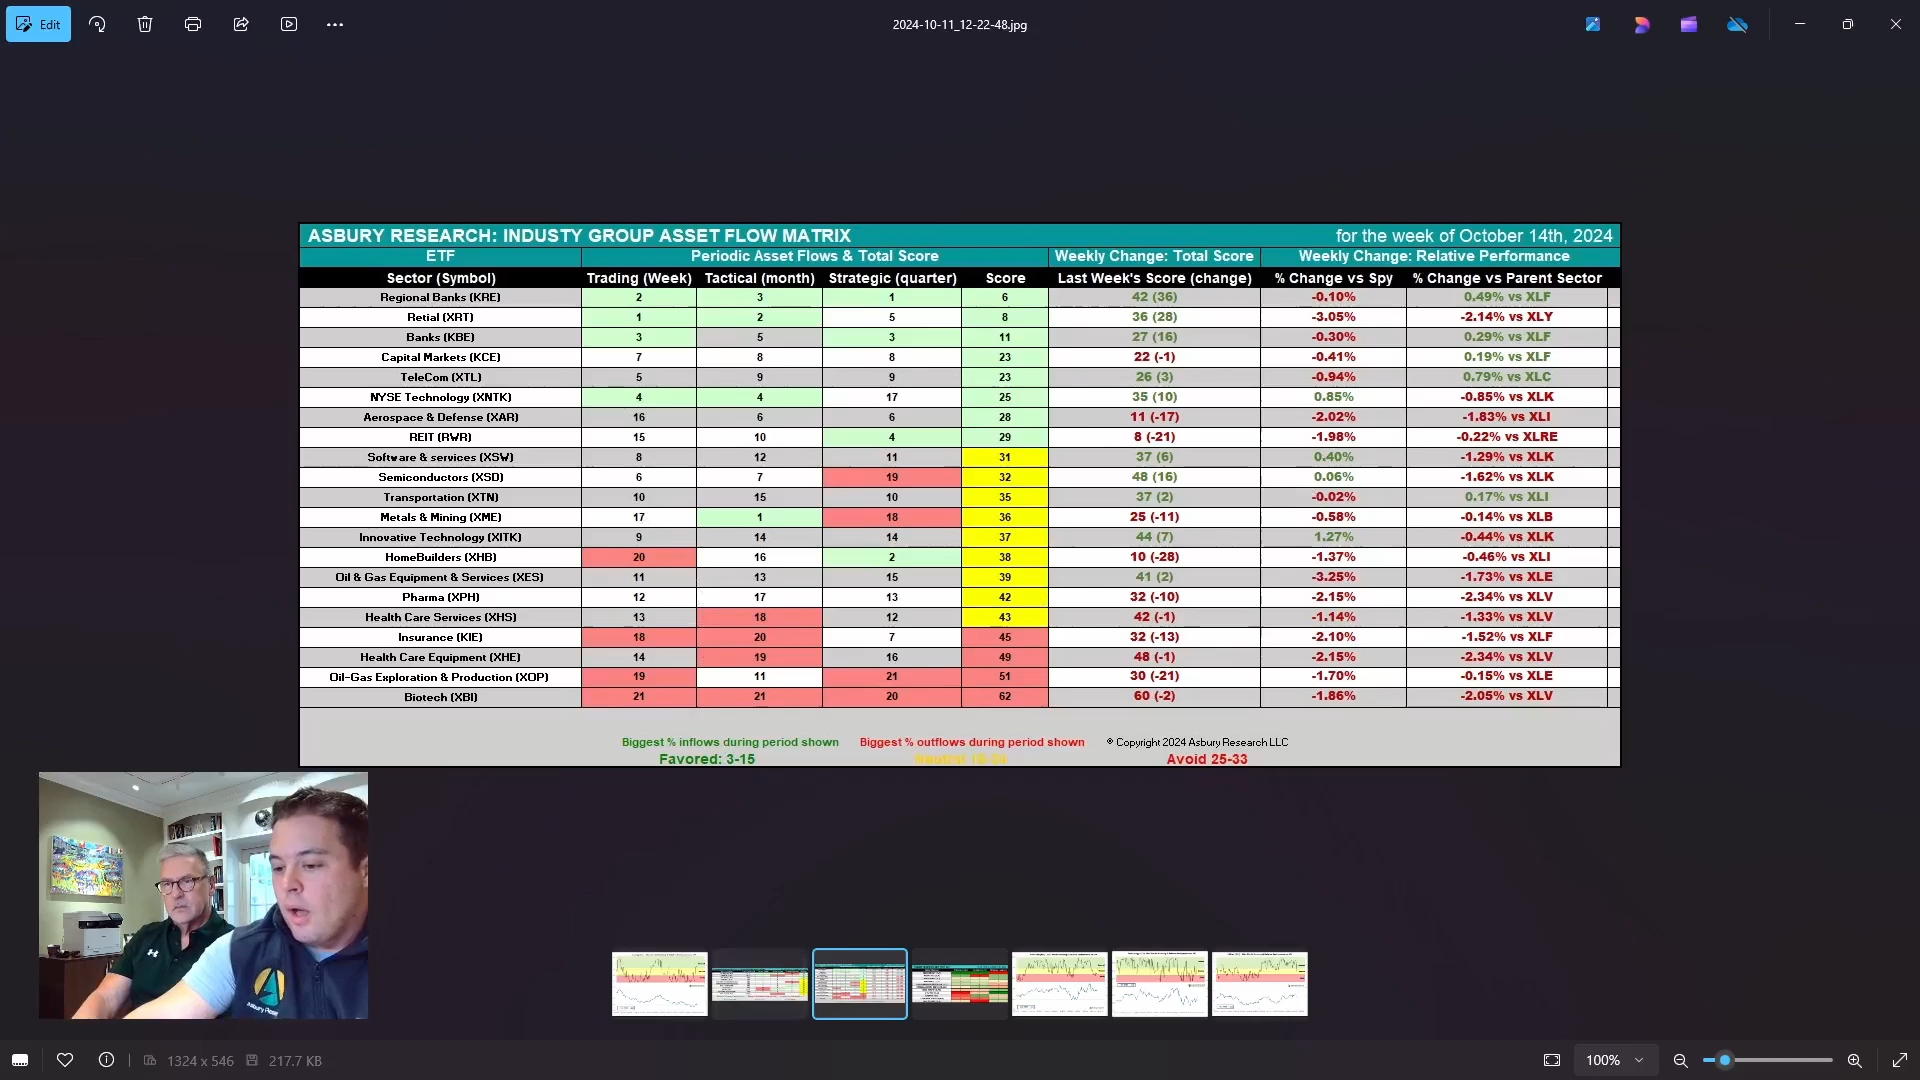 Edit
2024-10-11_12-22-48.jpg
ASBURY RESEARCH: INDUSTY GROUP ASSET FLOW MATRIX for the week of October 14th, 2024
ETF Periodic Asset Flows & Total Score Weekly Change: Total Score Weekly Change: Relative Performance
Sector (Symbol) Trading (Week) Tactical (month) Strategic (quarter) Score Last Week's Score (change) % Change vs Spy % Change vs Parent Sector
Regional Banks (KRE) 2 3 1 6 42 (36) -0.10% 0.49% vs XLF
Retial (XRT) 1 2 5 8 36 (28) -3.05% -2.14% vs XLY
Banks (KBE) 3 5 3 11 27 (16) -0.30% 0.29% vs XLF
Capital Markets (KCE) 7 8 8 23 22 (-1) -0.41% 0.19% vs XLF
TeleCom (XTL) 5 9 9 23 26 (3) -0.94% 0.79% vs XLC
NYSE Technology (XNTK) 4 4 17 25 35 (10) 0.85% -0.85% vs XLK
Aerospace & Defense (XAR) 16 6 6 28 11 (-17) -2.02% -1.83% vs XLI
REIT (RWR) 15 10 4 29 8 (-21) -1.98% -0.22% vs XLRE
Software & services (XSW) 8 12 11 31 37 (6) 0.40% -1.29% vs XLK
Semiconductors (XSD) 6 7 19 32 48 (16) 0.06% -1.62% vs XLK
Transportation (XTN) 10 15 10 35 37 (2) -0.02% 0.17% vs XLI
Metals & Mining (XME) 17 1 18 36 25 (-11) -0.58% -0.14% vs XLB
Innovative Technology (XITK) 9 14 14 37 44 (7) 1.27% -0.44% vs XLK
HomeBuilders (XHB) 20 16 2 38 10 (-28) -1.37% -0.46% vs XLI
Oil & Gas Equipment & Services (XES) 11 13 15 39 41 (2) -3.25% -1.73% vs XLE
Pharma (XPH) 12 17 13 42 32 (-10) -2.15% -2.34% vs XLV
Health Care Services (XHS) 13 18 12 43 42 (-1) -1.14% -1.33% vs XLV
Insurance (KIE) 18 20 7 45 32 (-13) -2.10% -1.52% vs XLF
Health Care Equipment (XHE) 14 19 16 49 48 (-1) -2.15% -2.34% vs XLV
Oil-Gas Exploration & Production (XOP) 19 11 21 51 30 (-21) -1.70% -0.15% vs XLE
Biotech (XBI) 21 21 20 62 60 (-2) -1.86% -2.05% vs XLV
Biggest % inflows during period shown Biggest % outflows during period shown ® Copyright 2024 Asbury Research LLC
Favored: 3-15 Avoid 25-33
1324 x 546 217.7 KB
100%